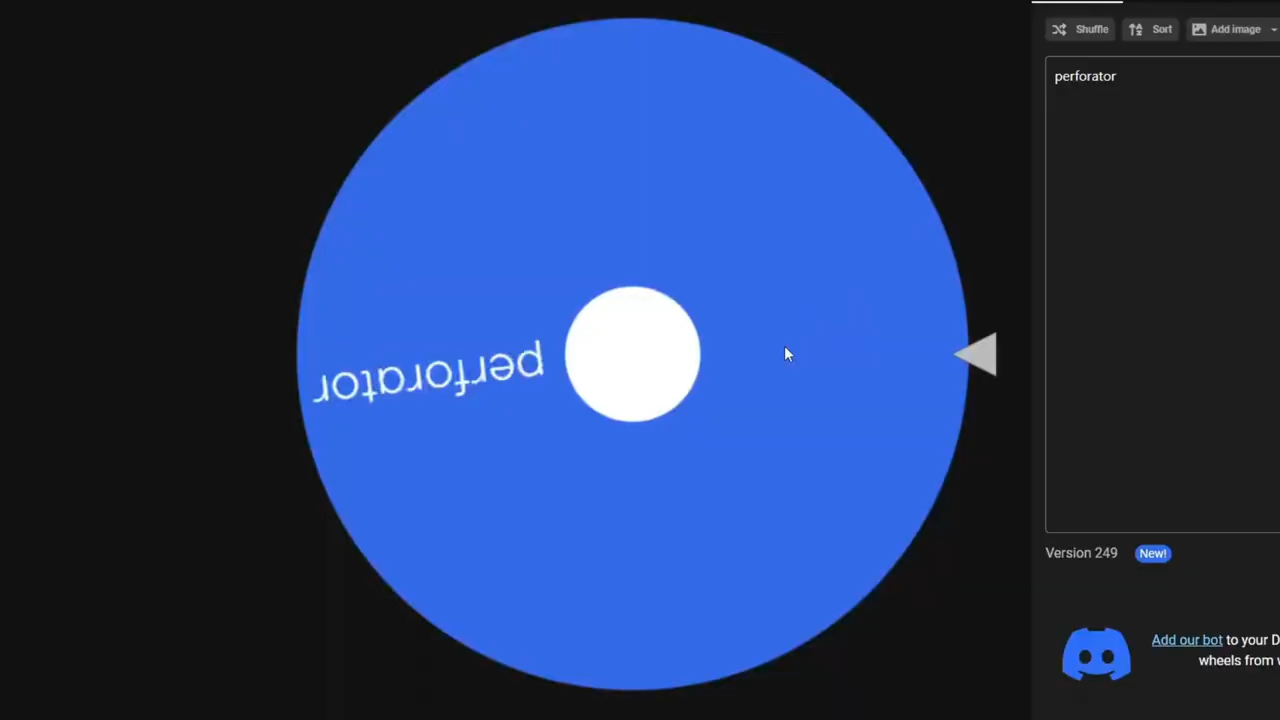 Shuffle
Sort
Add image
perforator
perforator
Version 249
New!
Add our bot to your D
wheels from w